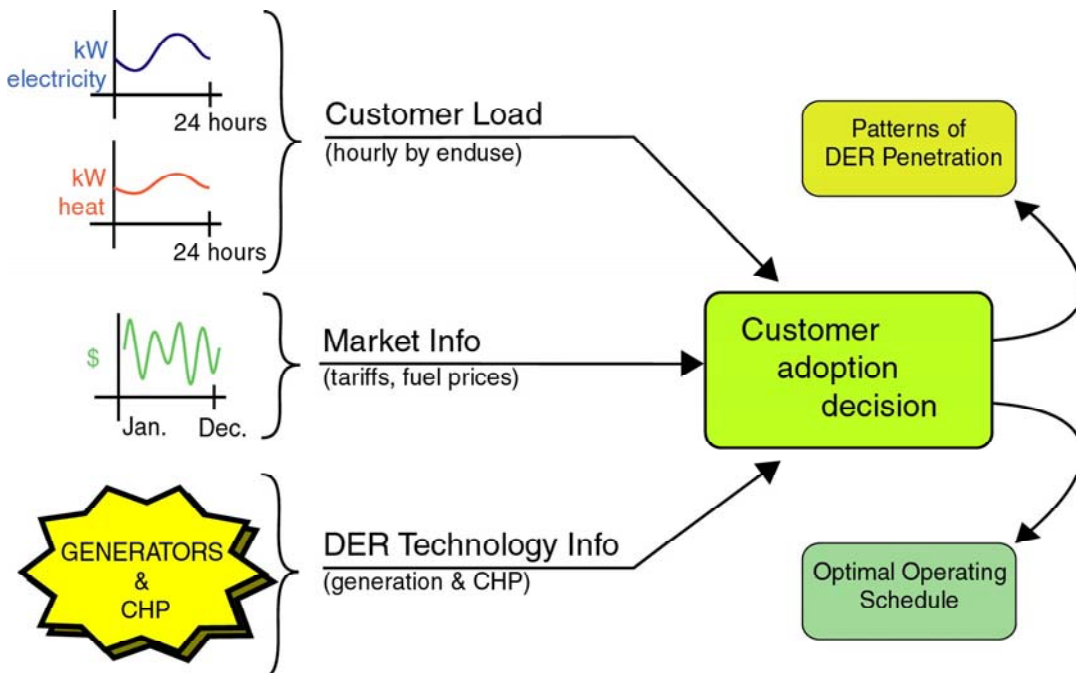 kW
electricity
24 hours
kW
heat
24 hours
Customer Load
(hourly by enduse)
$
Jan.
Dec.
Market Info
(tariffs, fuel prices)
GENERATORS
&
CHP
DER Technology Info
(generation & CHP)
Customer
adoption
decision
Patterns of
DER Penetration
Optimal Operating
Schedule